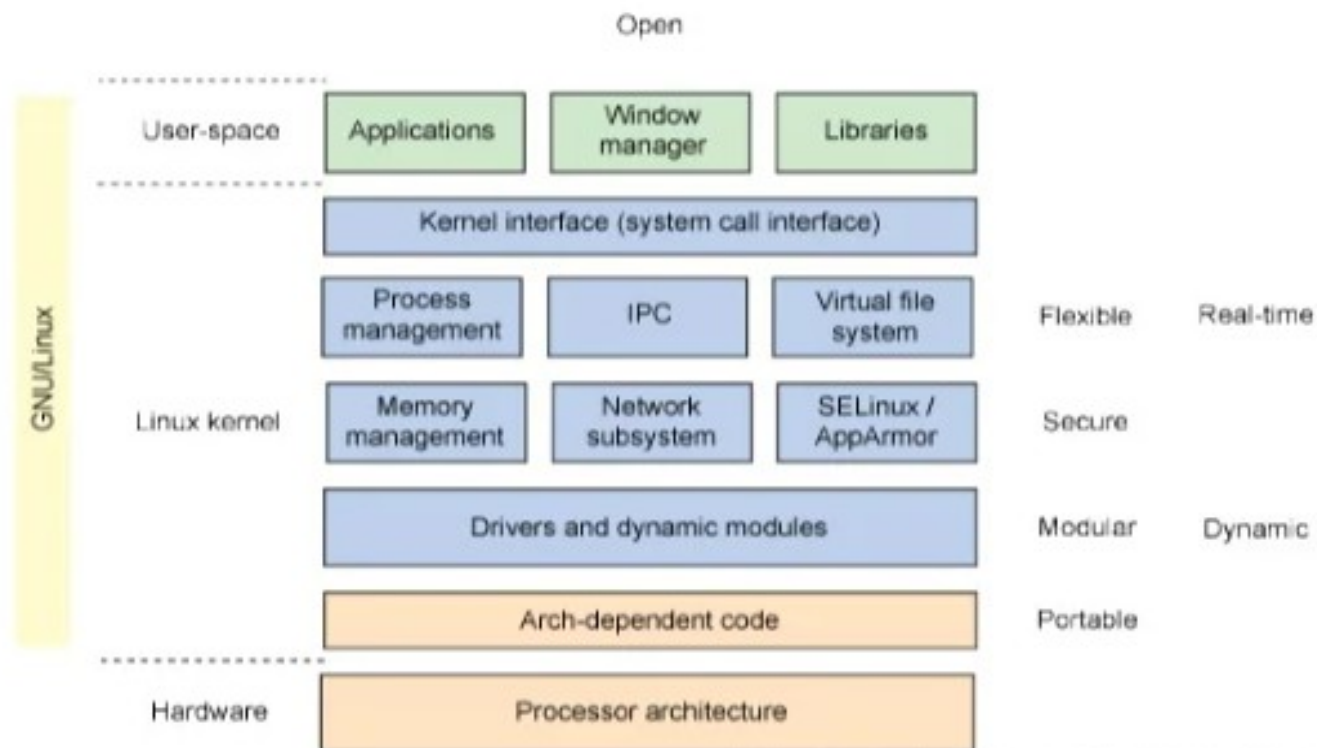 Open
User-space
Applications
Window
manager
Libraries
Kernel interface (system call interface)
GNU/Linux
Linux kernel
Process
management
IPC
Virtual file
system
Flexible
Real-time
Memory
management
Network
subsystem
SELinux /
AppArmor
Secure
Drivers and dynamic modules
Modular
Dynamic
Arch-dependent code
Portable
Hardware
Processor architecture